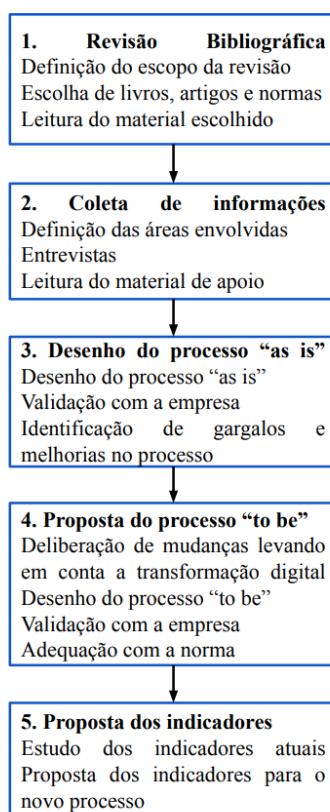 1. Revisão Bibliográfica
Definição do escopo da revisão
Escolha de livros, artigos e normas
Leitura do material escolhido
2. Coleta de informações
Definição das áreas envolvidas
Entrevistas
Leitura do material de apoio
3. Desenho do processo “as is”
Desenho do processo “as is”
Validação com a empresa
Identificação de gargalos e
melhorias no processo
4. Proposta do processo “to be”
Deliberação de mudanças levando
em conta a transformação digital
Desenho do processo “to be”
Validação com a empresa
Adequação com a norma
5. Proposta dos indicadores
Estudo dos indicadores atuais
Proposta dos indicadores para o
novo processo